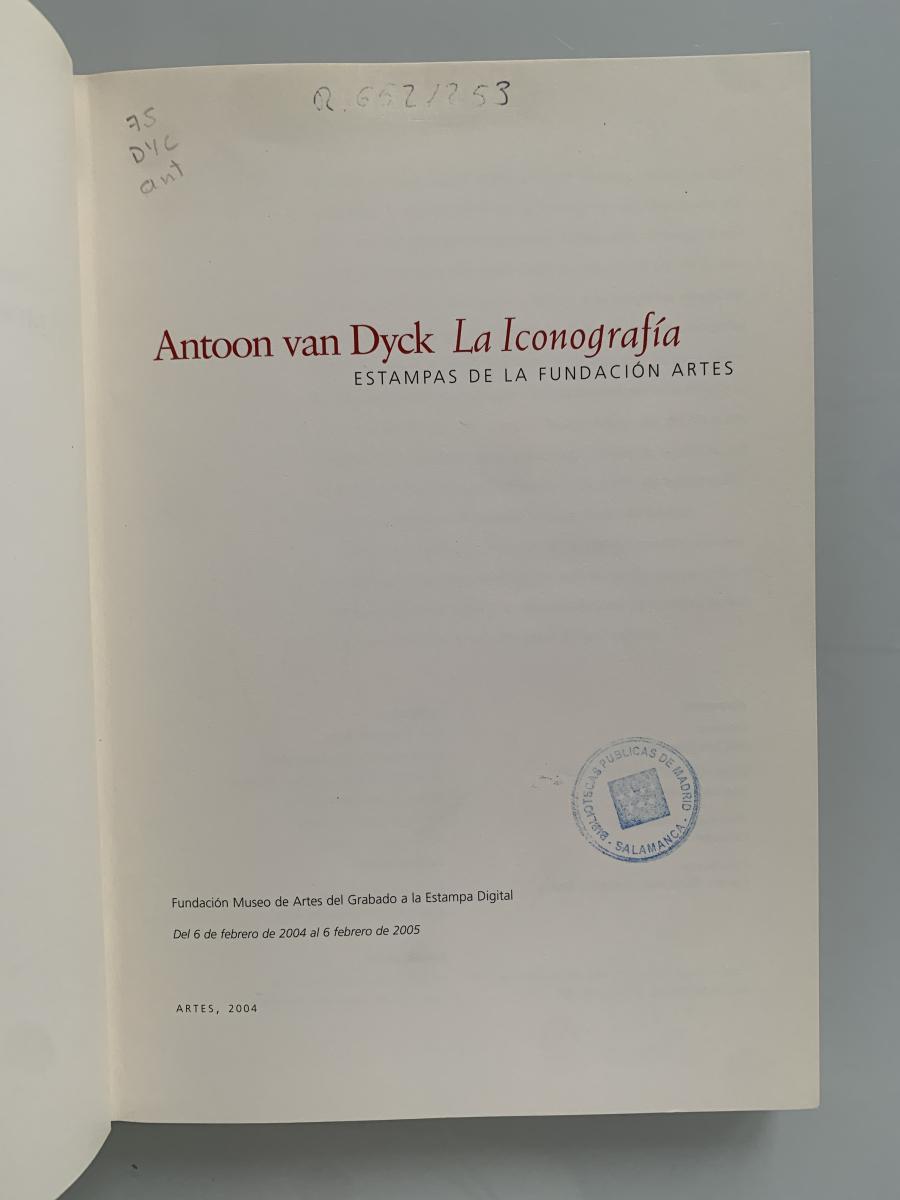 R. 652/253
75
DYC
ant
Antoon van Dyck La Iconografía
ESTAMPAS DE LA FUNDACIÓN ARTES
BIBLIOTECAS PUBLICAS DE MADRID · SALAMANCA ·
Fundación Museo de Artes del Grabado a la Estampa Digital
Del 6 de febrero de 2004 al 6 febrero de 2005
ARTES, 2004